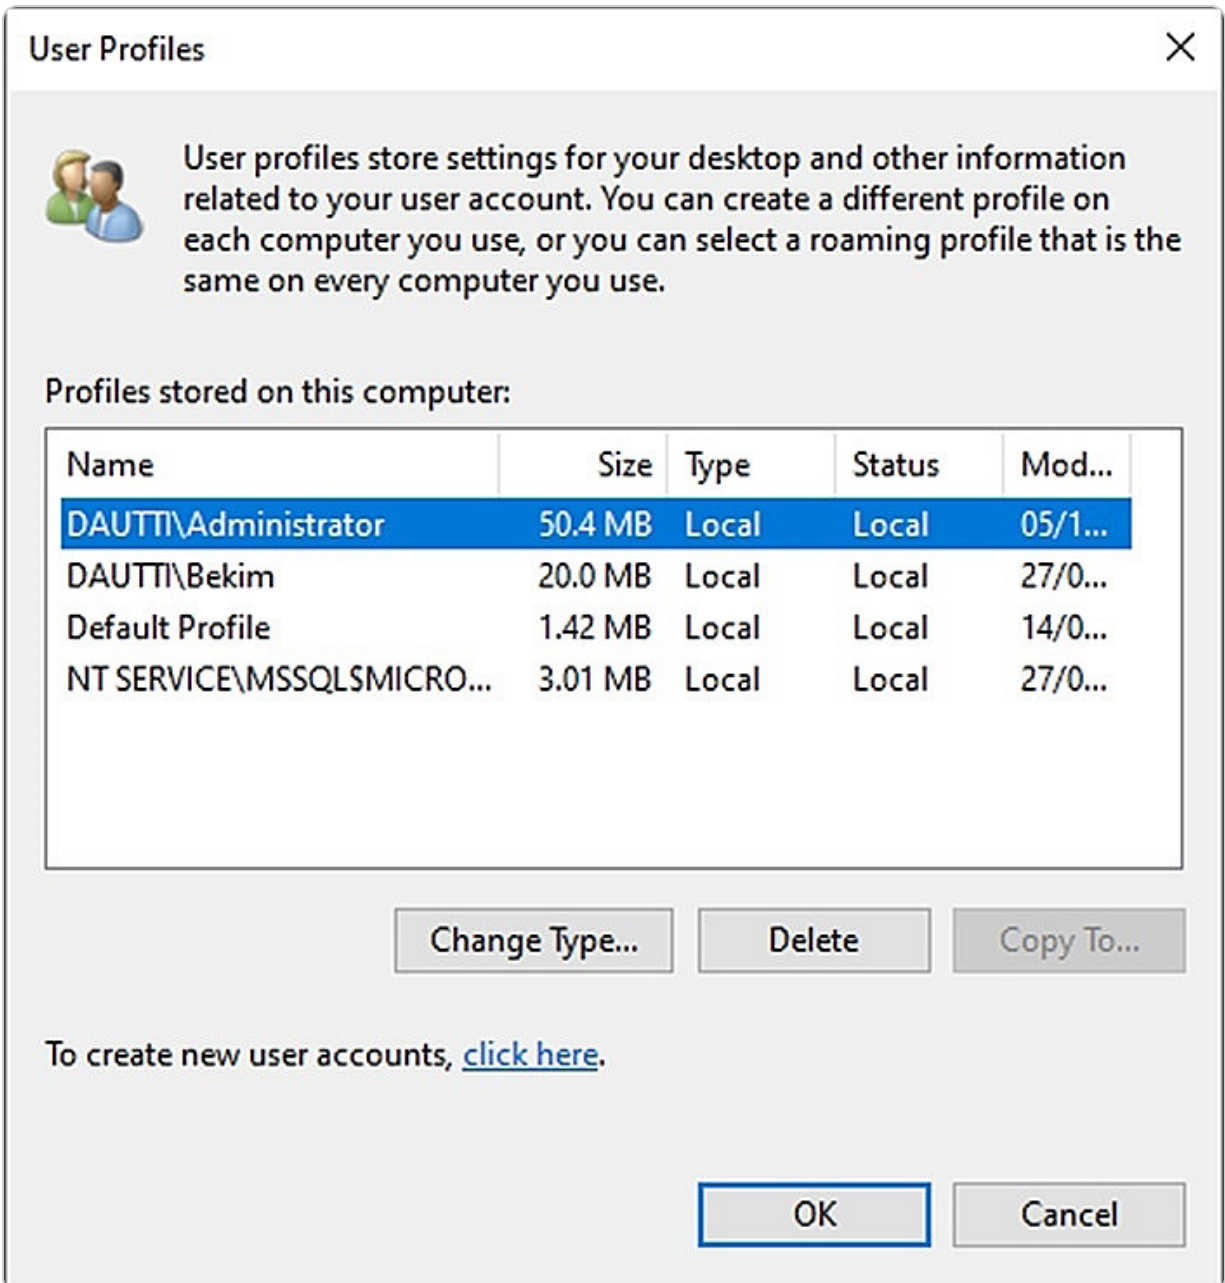 User Profiles
User profiles store settings for your desktop and other information
related to your user account. You can create a different profile on
each computer you use, or you can select a roaming profile that is the
same on every computer you use.
Profiles stored on this computer:
Name Size Type Status Mod...
DAUTTI\Administrator 50.4 MB Local Local 05/1...
DAUTTI\Bekim 20.0 MB Local Local 27/0...
Default Profile 1.42 MB Local Local 14/0...
NT SERVICE\MSSQL$MICRO... 3.01 MB Local Local 27/0...
Change Type... Delete Copy To...
To create new user accounts, click here.
OK Cancel